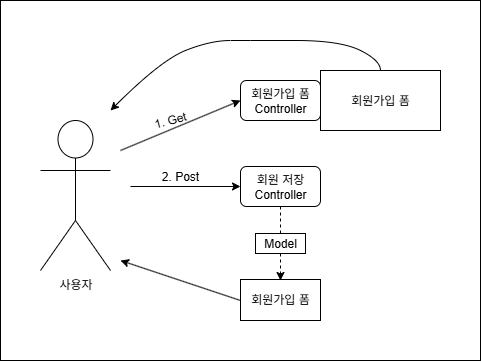 1. Get
회원가입 폼
Controller
회원가입 폼
2. Post
회원 저장
Controller
Model
사용자
회원가입 폼